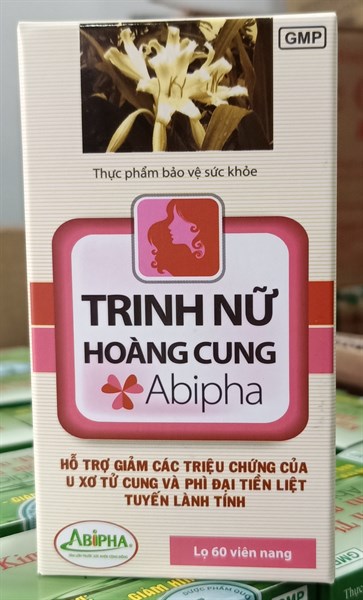 GMP
Thực phẩm bảo vệ sức khỏe
TRINH NỮ
HOÀNG CUNG
Abipha
HỖ TRỢ GIẢM CÁC TRIỆU CHỨNG CỦA
U XƠ TỬ CUNG VÀ PHÌ ĐẠI TIỀN LIỆT
TUYẾN LÀNH TÍNH
ABIPHA
Lọ 60 viên nang